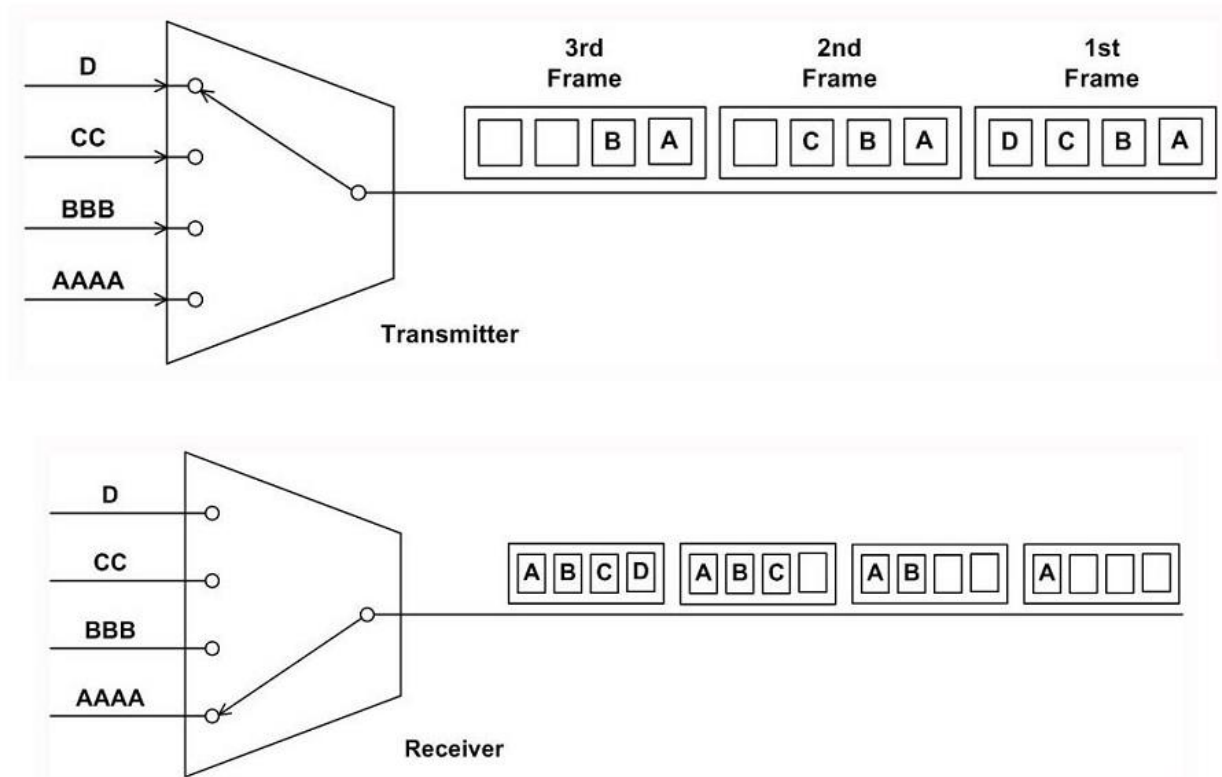 3rd Frame
2nd Frame
1st Frame
D
B A
C B A
D C B A
CC
BBB
AAAA
Transmitter
D
CC
A B C D
A B C
A B
A
BBB
AAAA
Receiver